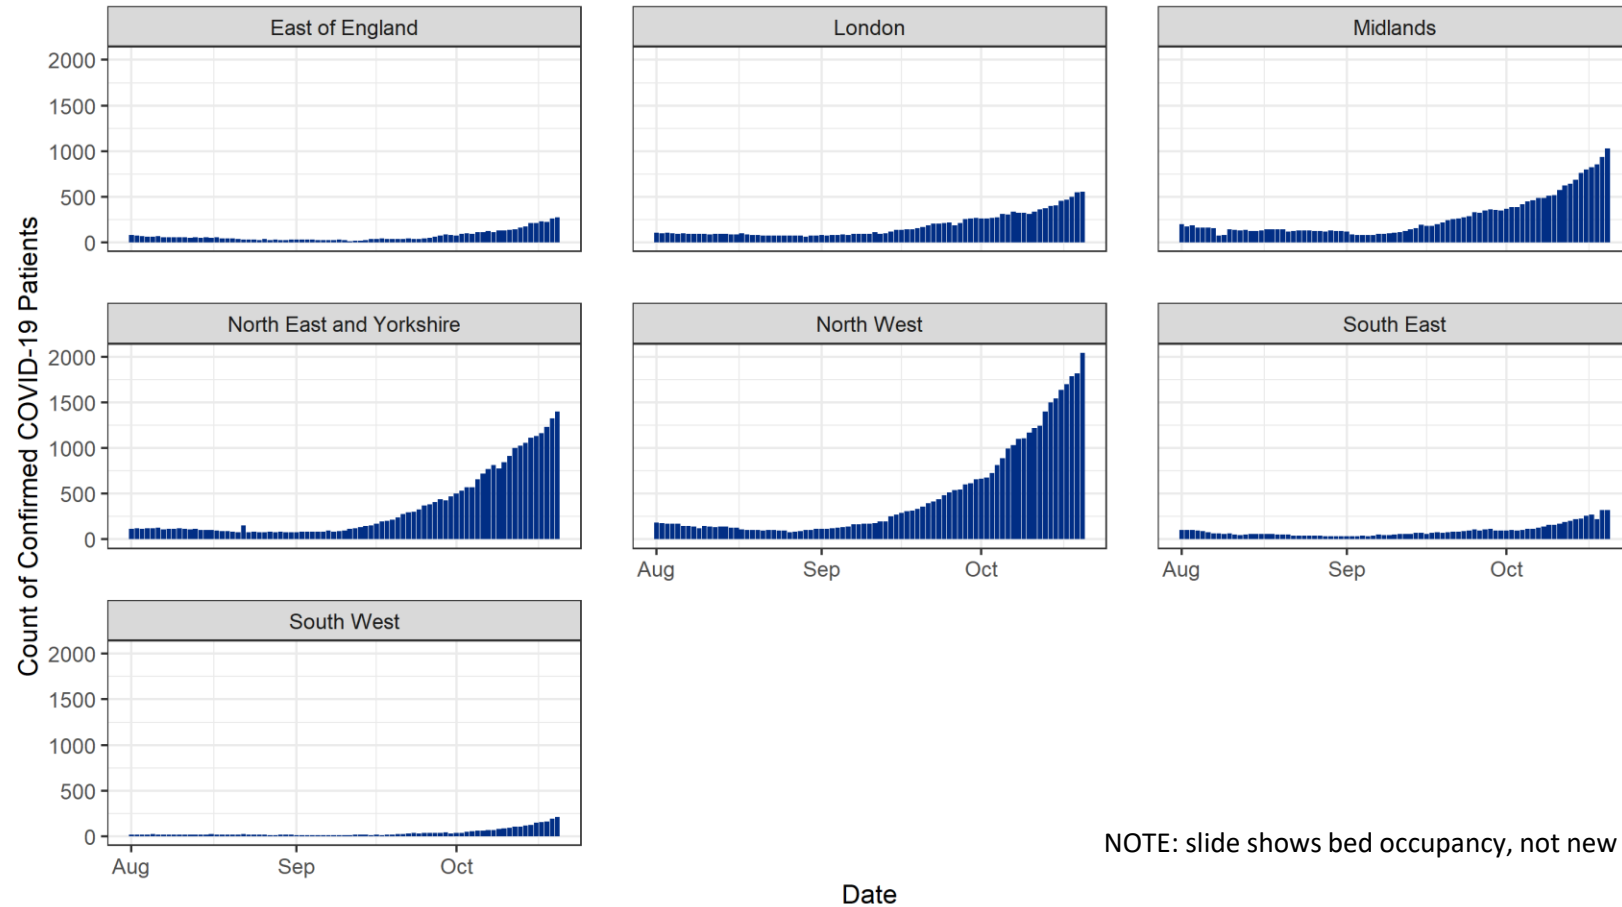 East of England
London
Midlands
2000
1500
1000
500
0
Count of Confirmed COVID-19 Patients
North East and Yorkshire
North West
South East
2000
1500
1000
500
0
Aug Sep Oct
Aug Sep Oct
South West
2000
1500
1000
500
0
Aug Sep Oct
NOTE: slide shows bed occupancy, not new
Date